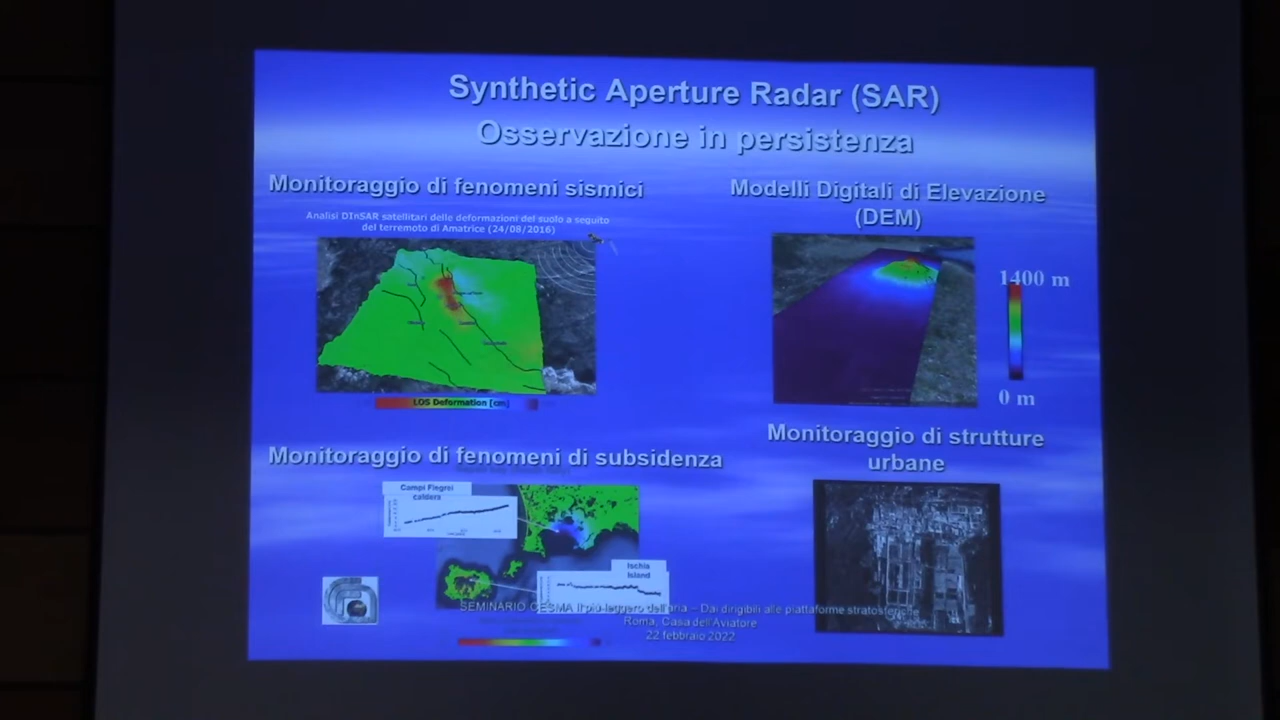 Synthetic Aperture Radar (SAR)
Osservazione in persistenza
Monitoraggio di fenomeni sismici
Analisi DInSAR satellitari delle deformazioni del suolo a seguito
del terremoto di Amatrice (24/08/2016)
LOS Deformation [cm]
Modelli Digitali di Elevazione
(DEM)
1400 m
0 m
Monitoraggio di fenomeni di subsidenza
Campi Flegrei
caldera
Ischia
Island
Monitoraggio di strutture
urbane
SEMINARIO CESMA Il più leggero dell'aria – Dai dirigibili alle piattaforme stratosferiche
Roma, Casa dell'Aviatore
22 febbraio 2022